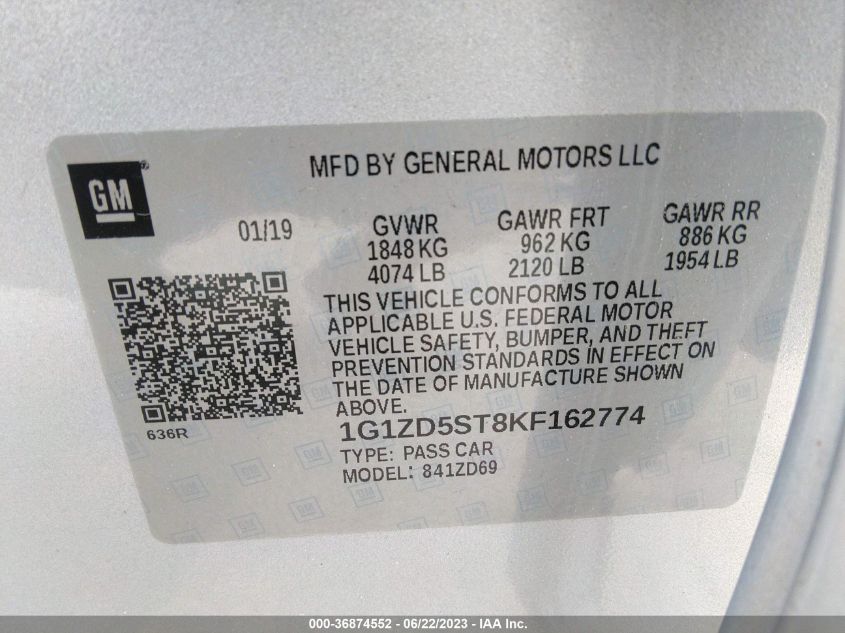 MFD BY GENERAL MOTORS LLC
GM®
01/19 GVWR GAWR FRT GAWR RR
1848 KG 962 KG 886 KG
4074 LB 2120 LB 1954 LB
THIS VEHICLE CONFORMS TO ALL
APPLICABLE U.S. FEDERAL MOTOR
VEHICLE SAFETY, BUMPER, AND THEFT
PREVENTION STANDARDS IN EFFECT ON
THE DATE OF MANUFACTURE SHOWN
ABOVE.
636R
1G1ZD5ST8KF162774
TYPE: PASS CAR
MODEL: 841ZD69
000-36874552 - 06/22/2023 - IAA Inc.